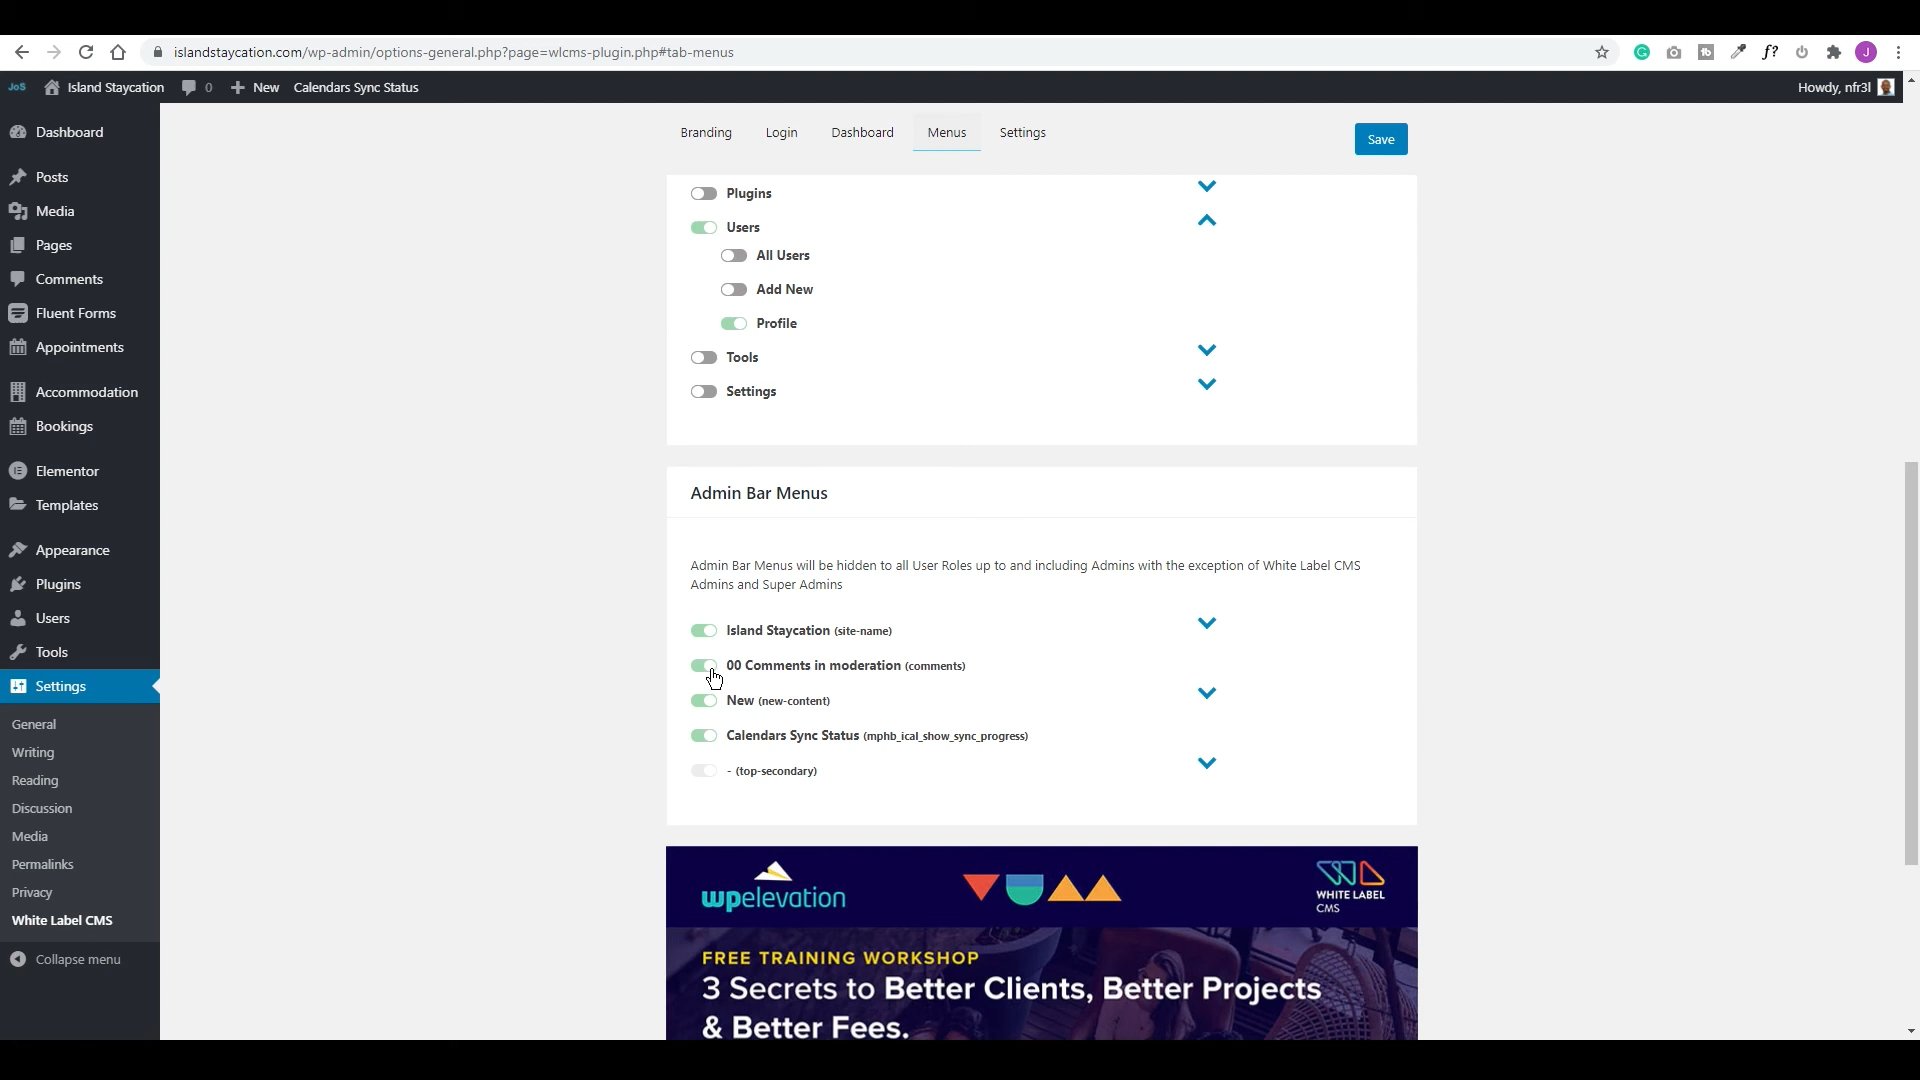 islandstaycation.com/wp-admin/options-general.php?page=wlcms-plugin.php#tab-menus
f?
J
JoS
Island Staycation
0
New
Calendars Sync Status
Howdy, nfr3l
Dashboard
Posts
Media
Pages
Comments
Fluent Forms
Appointments
Accommodation
Bookings
Elementor
Templates
Appearance
Plugins
Users
Tools
Settings
General
Writing
Reading
Discussion
Media
Permalinks
Privacy
White Label CMS
Collapse menu
Branding
Login
Dashboard
Menus
Settings
Save
Plugins
Users
All Users
Add New
Profile
Tools
Settings
Admin Bar Menus
Admin Bar Menus will be hidden to all User Roles up to and including Admins with the exception of White Label CMS
Admins and Super Admins
Island Staycation (site-name)
00 Comments in moderation (comments)
New (new-content)
Calendars Sync Status (mphb_ical_show_sync_progress)
- (top-secondary)
wpelevation
WHITE LABEL
CMS
FREE TRAINING WORKSHOP
3 Secrets to Better Clients, Better Projects
& Better Fees.